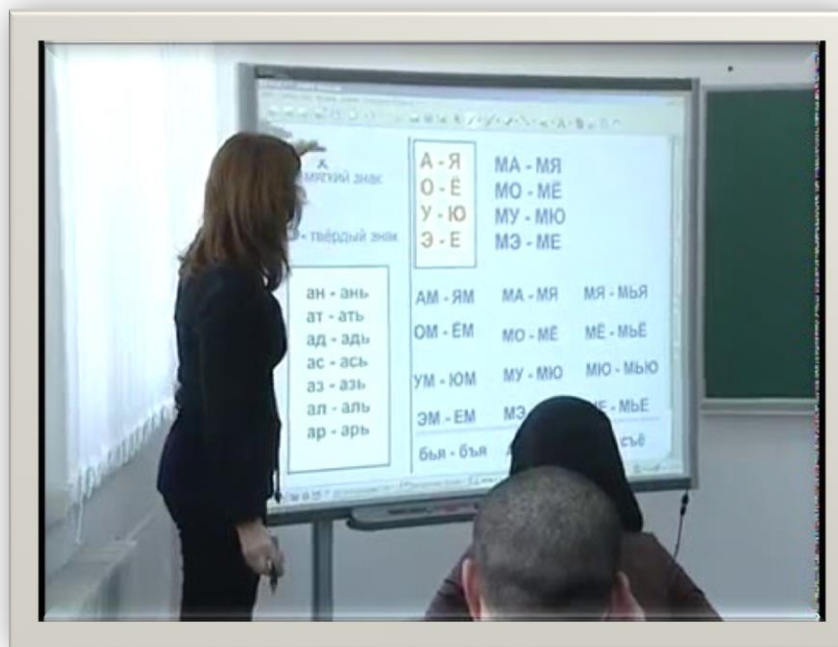 мягкий знак
- твёрдый знак
ан - ань
ат - ать
ад - адь
ас - ась
аз - азь
ал - аль
ар - арь
А - Я
О - Ё
У - Ю
Э - Е
МА - МЯ
МО - МЁ
МУ - МЮ
МЭ - МЕ
АМ - ЯМ МА - МЯ МЯ - МЬЯ
ОМ - ЁМ МО - МЁ МЁ - МЬЁ
УМ - ЮМ МУ - МЮ МЮ - МЬЮ
ЭМ - ЕМ МЭ - МЬЕ
бья - бъя съё